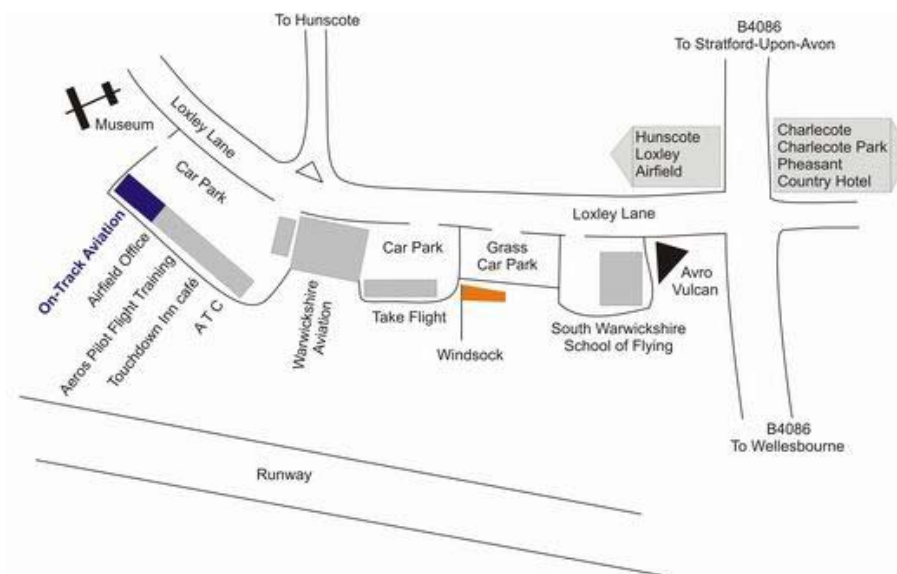 To Hunscote
B4086
To Stratford-Upon-Avon
Museum
Loxley Lane
Hunscote
Loxley
Airfield
Charlecote
Charlecote Park
Pheasant
Country Hotel
Car Park
Loxley Lane
On-Track Aviation
Airfield Office
Aeros Pilot Flight Training
Touchdown Inn café
A T C
Warwickshire
Aviation
Car Park
Take Flight
Grass
Car Park
Windsock
South Warwickshire
School of Flying
Avro
Vulcan
B4086
To Wellesbourne
Runway